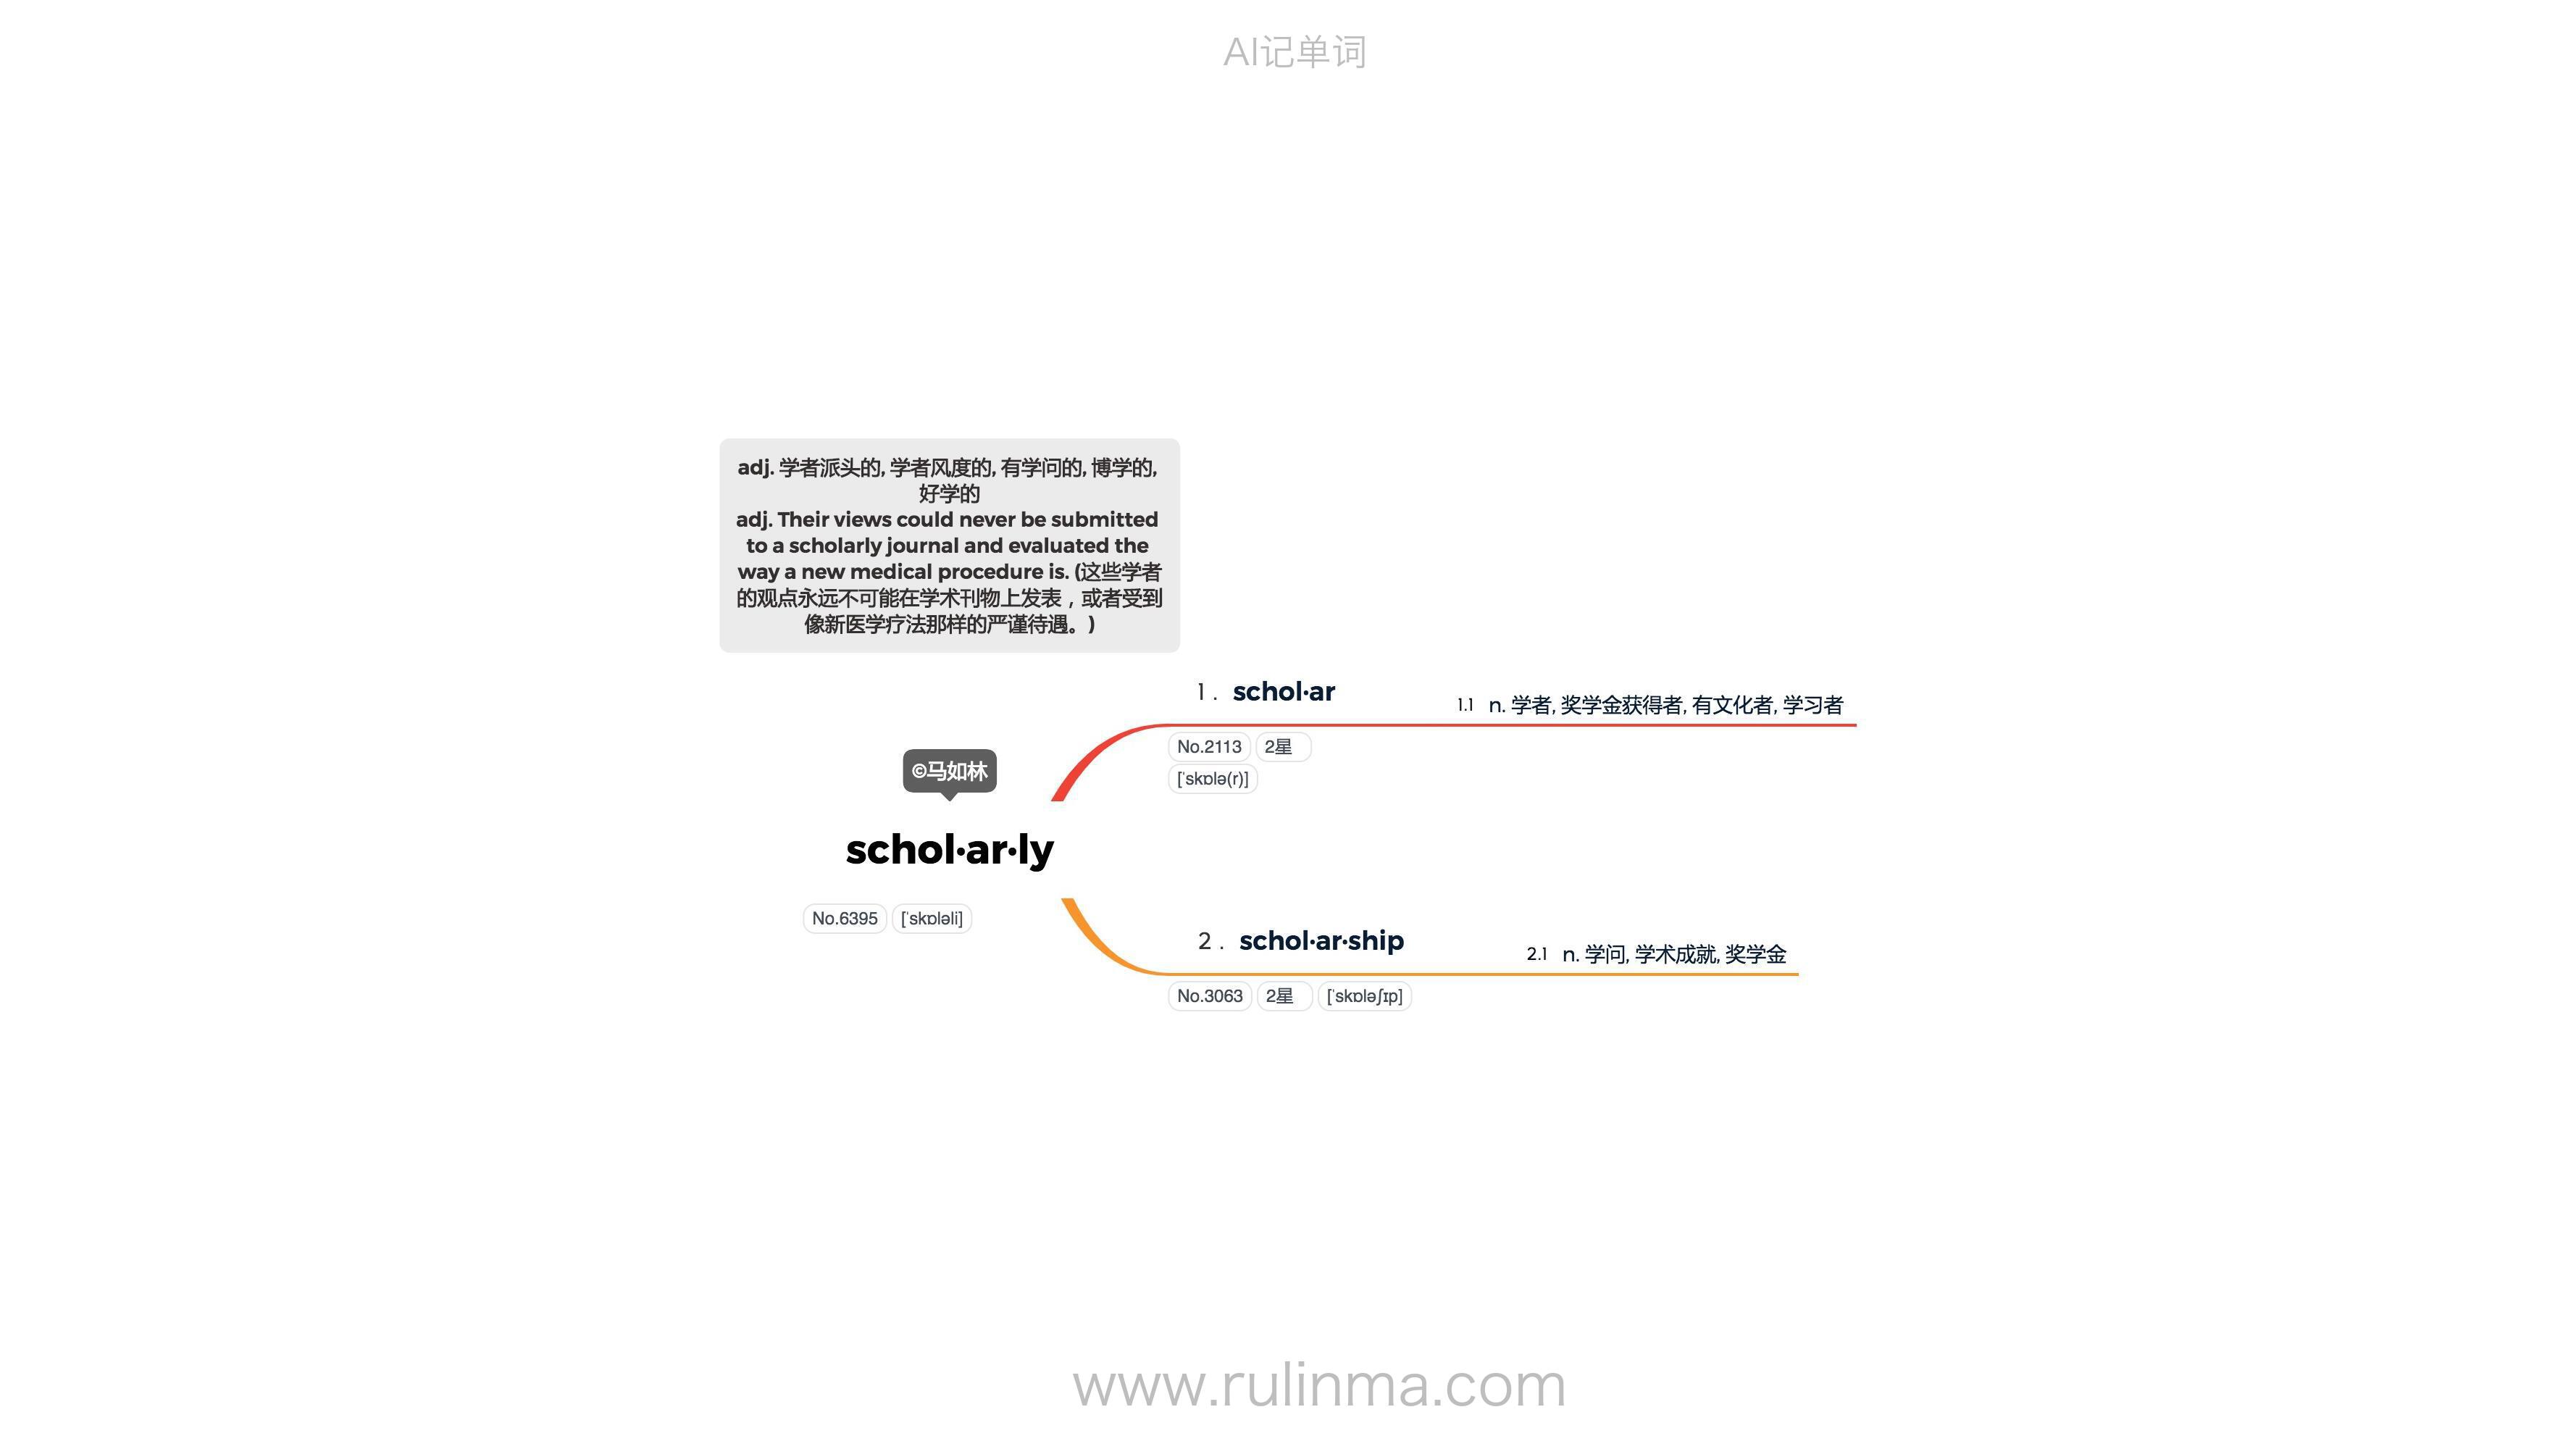 AI记单词
adj. 学者派头的, 学者风度的, 有学问的, 博学的,
好学的
adj. Their views could never be submitted
to a scholarly journal and evaluated the
way a new medical procedure is. (这些学者
的观点永远不可能在学术刊物上发表，或者受到
像新医学疗法那样的严谨待遇。)
1 . schol·ar
1.1 n. 学者, 奖学金获得者, 有文化者, 学习者
No.2113 2星
[ˈskɒlə(r)]
©马如林
schol·ar·ly
No.6395 [ˈskɒləli]
2 . schol·ar·ship
2.1 n. 学问, 学术成就, 奖学金
No.3063 2星 [ˈskɒləʃɪp]
www.rulinma.com